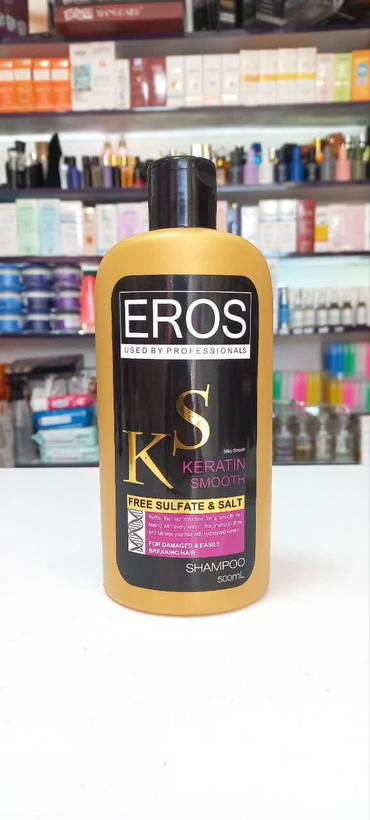 EROS
USED BY PROFESSIONALS
KS
Silky Smooth
KERATIN
SMOOTH
FREE SULFATE & SALT
FOR DAMAGED & EASILY
BREAKING HAIR
SHAMPOO
500mL